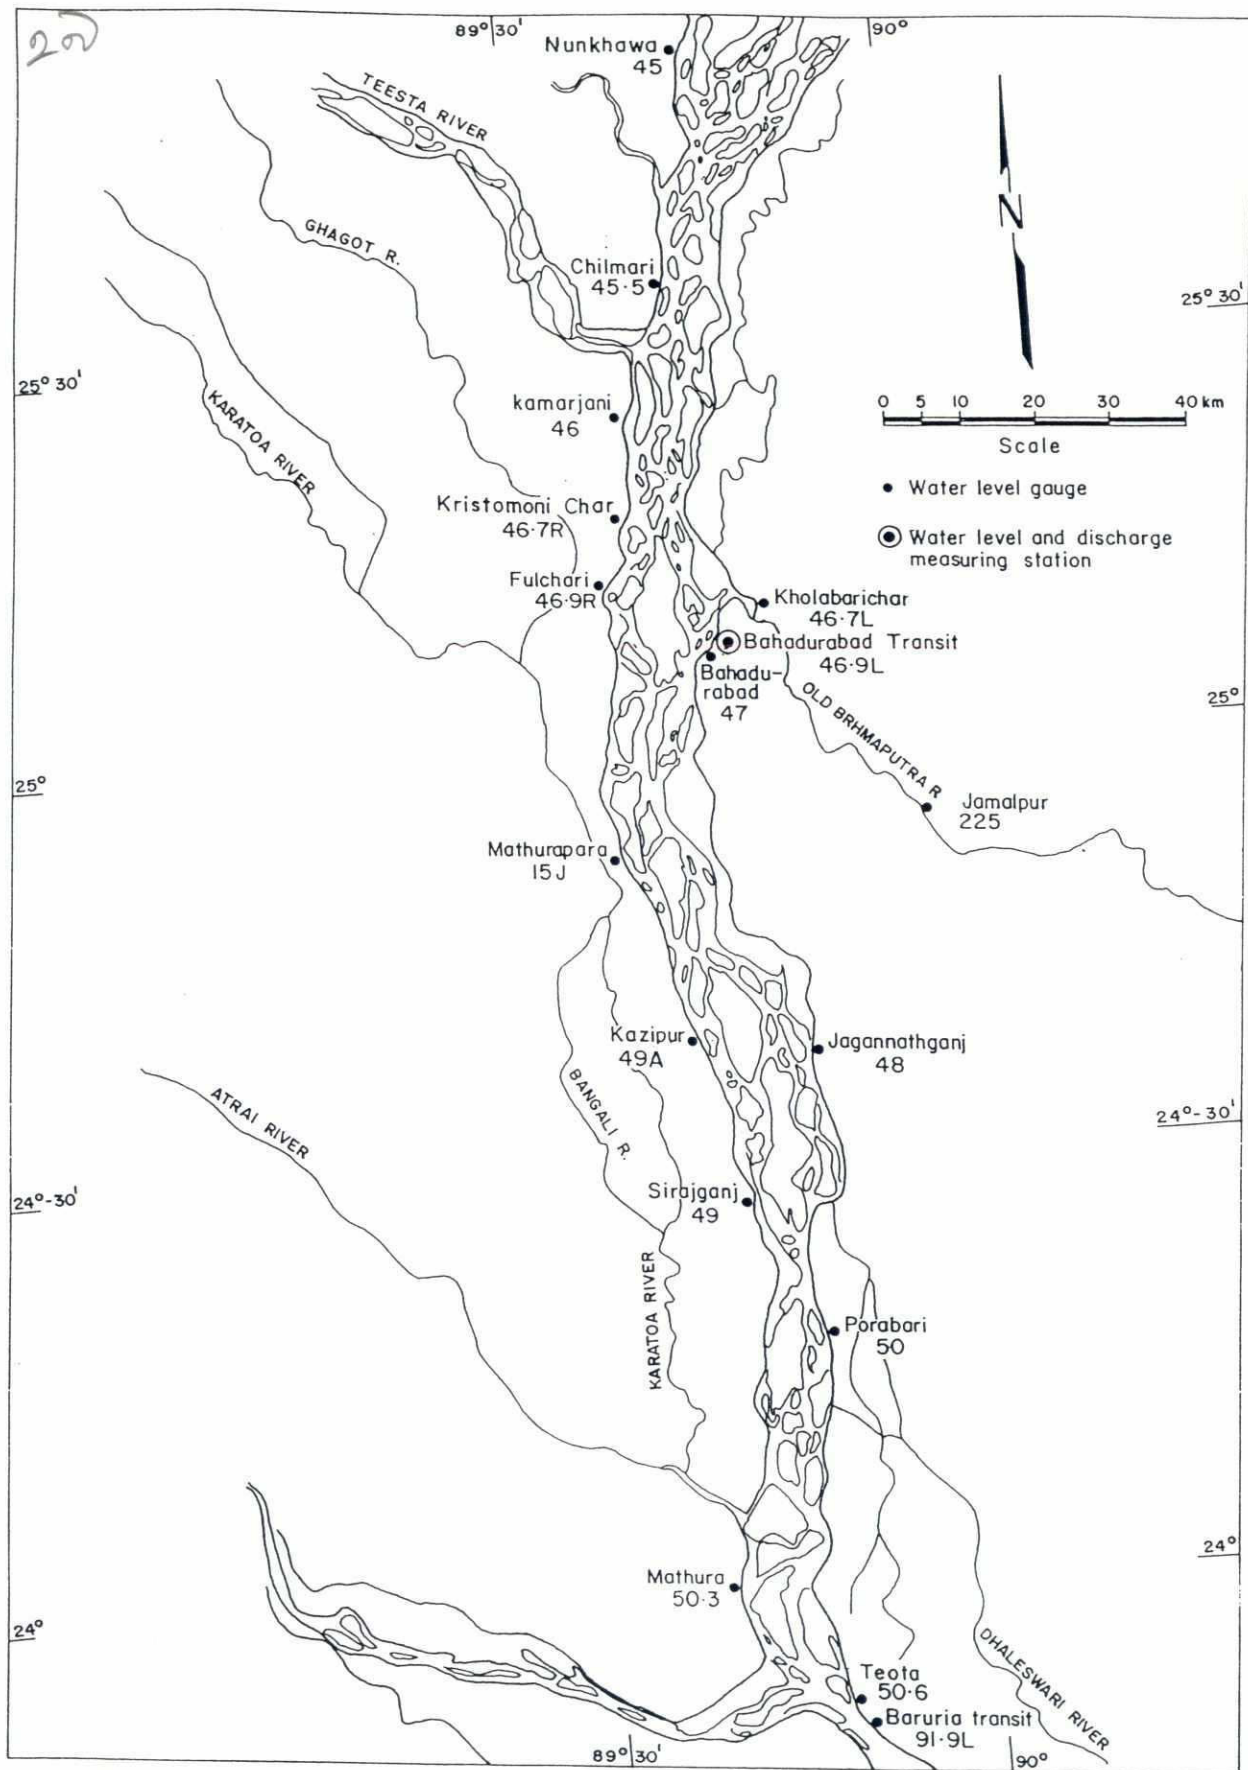 ২৩
89° 30'
90°
Nunkhawa
45
TEESTA RIVER
GHAGOT R.
N
Chilmari
45·5
25° 30'
25° 30'
kamarjani
46
0 5 10 20 30 40 km
Scale
KARATOA RIVER
Water level gauge
Kristomoni Char
46·7R
Water level and discharge
measuring station
Fulchari
46·9R
Kholabarichar
46·7L
Bahadurabad Transit
46·9L
Bahadu-
rabad
47
OLD BRHMAPUTRA R
25°
25°
Jamalpur
225
Mathurapara
15J
Kazipur
49A
Jagannathganj
48
BANGALI R.
ATRAI RIVER
24°-30'
Sirajganj
49
24°-30'
KARATOA RIVER
Porabari
50
24°
Mathura
50·3
24°
DHALESWARI RIVER
Teota
50·6
Baruria transit
91·9L
89° 30'
90°